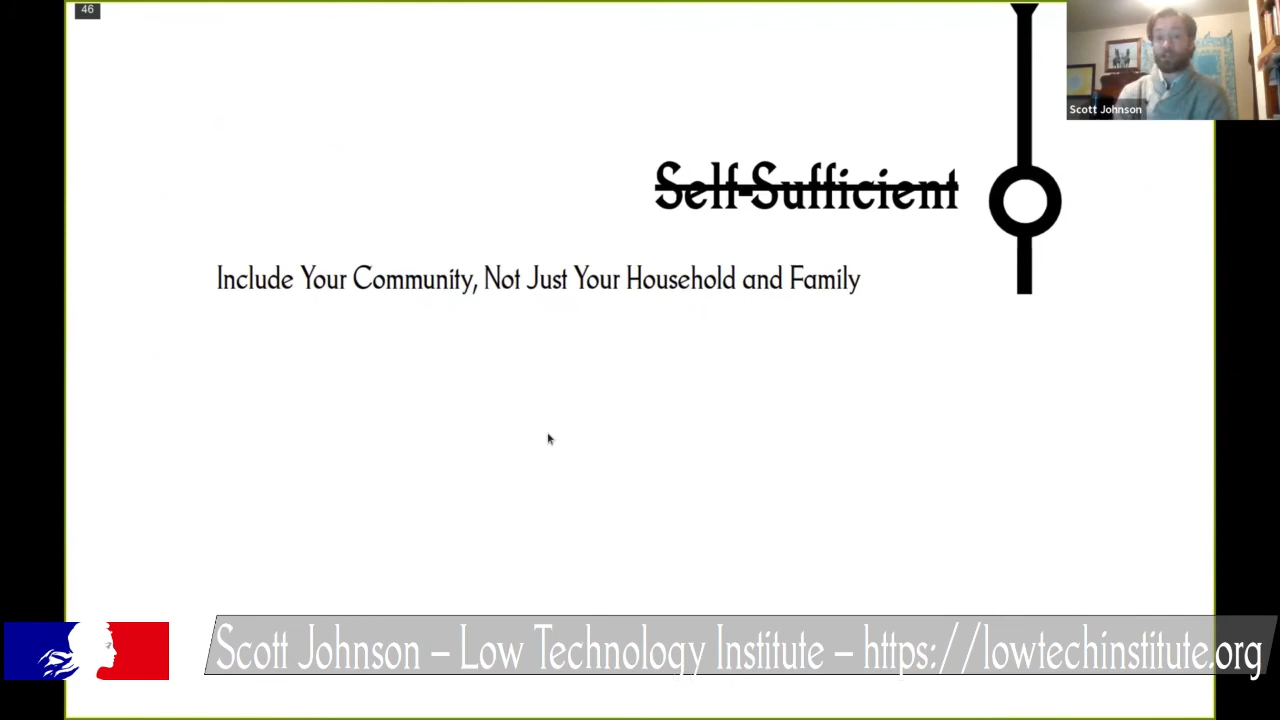 46
Scott Johnson
Self-Sufficient
Include Your Community, Not Just Your Household and Family
Scott Johnson – Low Technology Institute – https://lowtechinstitute.org